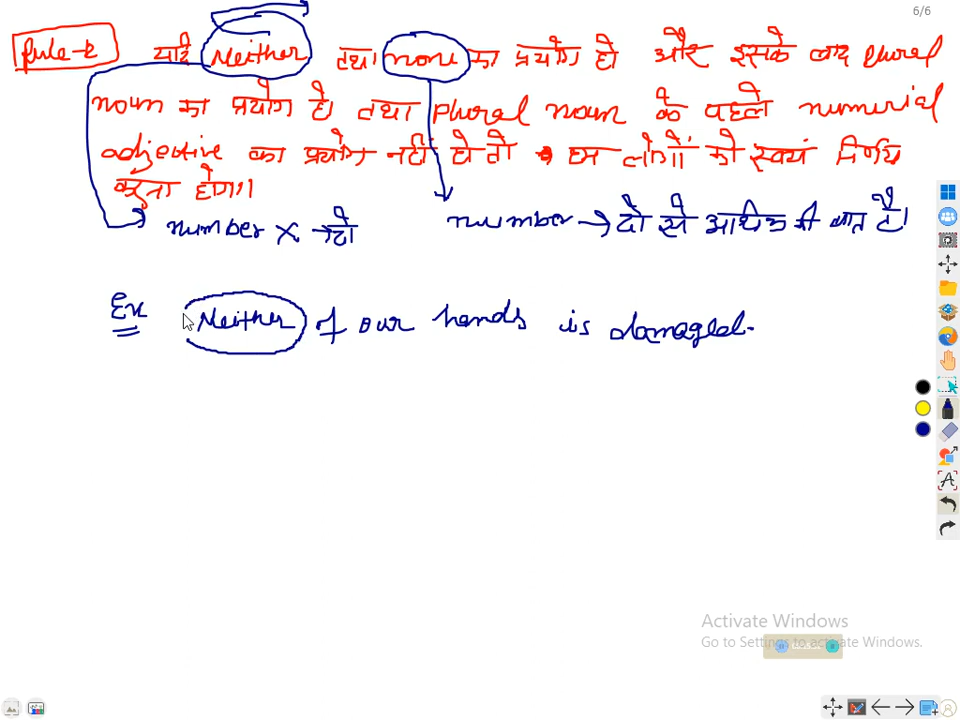 6/6
Rule-2 यदि Neither तथा none का प्रयोग हो और इसके बाद plural
noun का प्रयोग हो तथा plural noun के पहले numerial
adjective का प्रयोग नहीं हो तो हम लोगों को स्वयं निर्णय
करना होगा।
number X → दो number → दो से अधिक की बात है।
Ex Neither of our hands is damaged.
Activate Windows
Go to Settings to activate Windows.